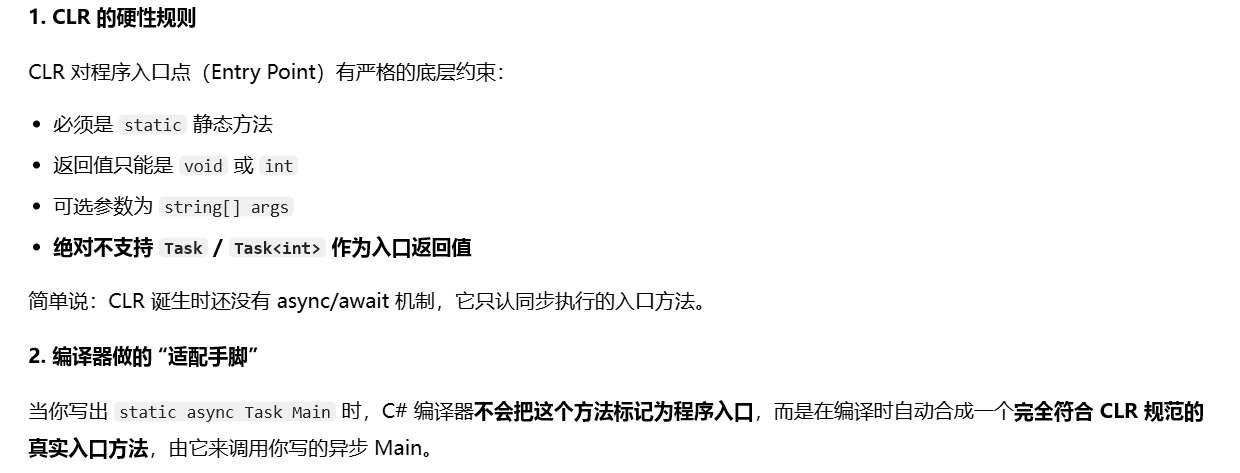 1. CLR 的硬性规则
CLR 对程序入口点（Entry Point）有严格的底层约束：
• 必须是 static 静态方法
• 返回值只能是 void 或 int
• 可选参数为 string[] args
• 绝对不支持 Task / Task<int> 作为入口返回值
简单说：CLR 诞生时还没有 async/await 机制，它只认同步执行的入口方法。
2. 编译器做的 “适配手脚”
当你写出 static async Task Main 时，C# 编译器不会把这个方法标记为程序入口，而是在编译时自动合成一个完全符合 CLR 规范的
真实入口方法，由它来调用你写的异步 Main。